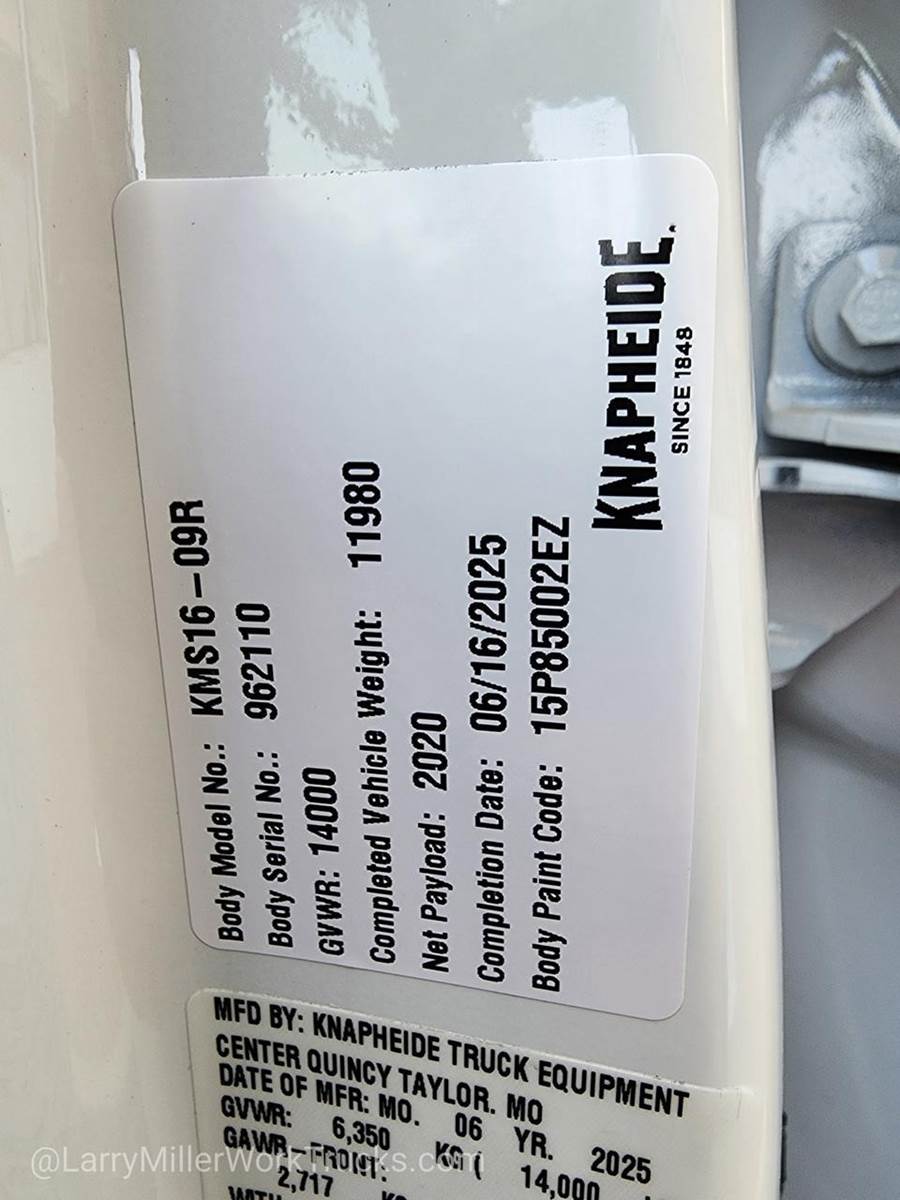 Body Model No.: KMS16-09R
Body Serial No.: 962110
GVWR: 14000
Completed Vehicle Weight: 11980
Net Payload: 2020
Completion Date: 06/16/2025
Body Paint Code: 15P85002EZ
KNAPHEIDE.
SINCE 1848
MFD BY: KNAPHEIDE TRUCK EQUIPMENT
CENTER QUINCY TAYLOR. MO
DATE OF MFR: MO. 06 YR. 2025
GVWR: 6,350 KG ( 14,000
GAWR-FRONT:
2,717
WITH
@LarryMillerWorkTrucks.com